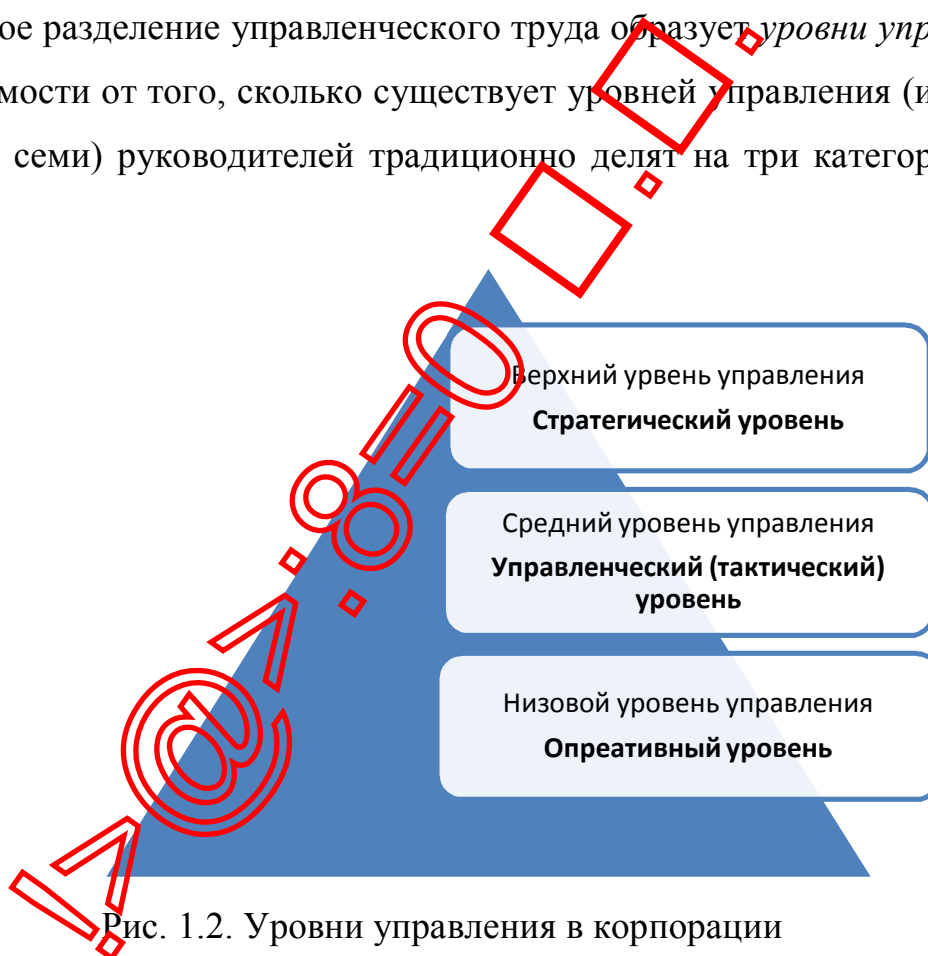 ое разделение управленческого труда образует уровни упр
мости от того, сколько существует уровней управления (и
семи) руководителей традиционно делят на три категор
Верхний урвень управления
Стратегический уровень
Средний уровень управления
Управленческий (тактический)
уровень
Низовой уровень управления
Опреативный уровень
Рис. 1.2. Уровни управления в корпорации